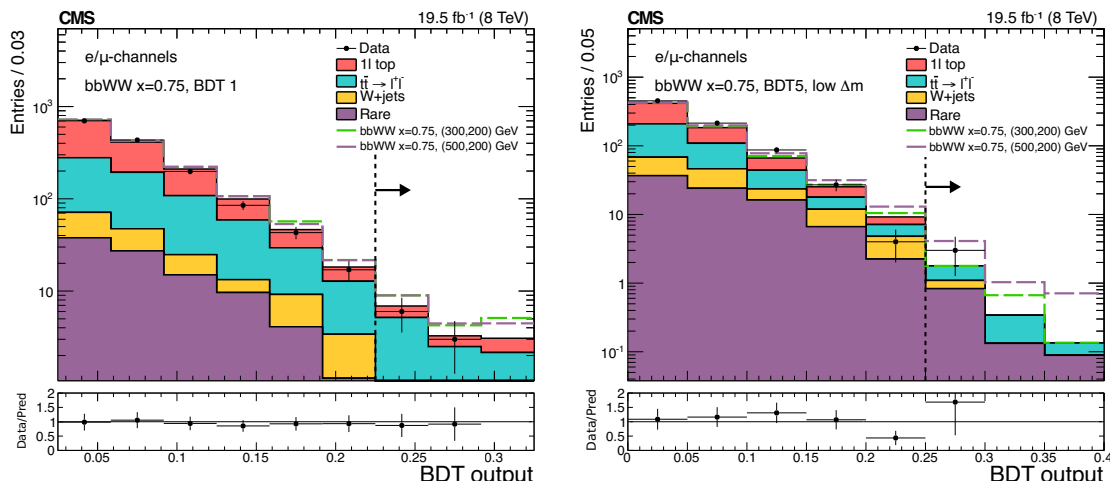 CMS 19.5 fb⁻¹ (8 TeV)
Entries / 0.03
e/μ-channels
bbWW x=0.75, BDT 1
Data
1l top
tt̄ → l⁺l⁻
W+jets
Rare
bbWW x=0.75, (300,200) GeV
bbWW x=0.75, (500,200) GeV
10³
10²
10
Data/Pred
2
1.5
1
0.5
0
0.05 0.1 0.15 0.2 0.25 0.3
BDT output
CMS 19.5 fb⁻¹ (8 TeV)
Entries / 0.05
e/μ-channels
bbWW x=0.75, BDT5, low Δm
Data
1l top
tt̄ → l⁺l⁻
W+jets
Rare
bbWW x=0.75, (300,200) GeV
bbWW x=0.75, (500,200) GeV
10³
10²
10
1
10⁻¹
Data/Pred
2
1.5
1
0.5
0
0 0.05 0.1 0.15 0.2 0.25 0.3 0.35 0.4
BDT output